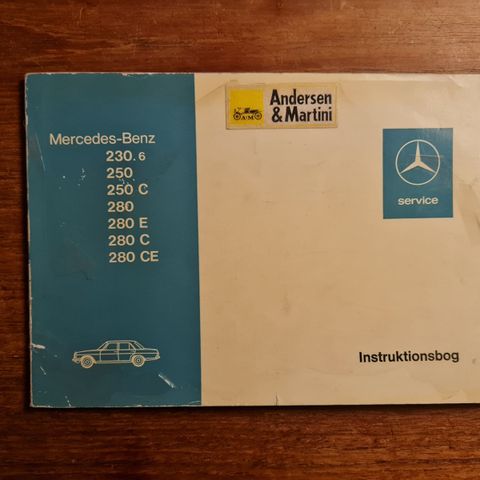 Andersen
& Martini
A/M
Mercedes-Benz
230.6
250
250 C
280
280 E
280 C
280 CE
service
Instruktionsbog